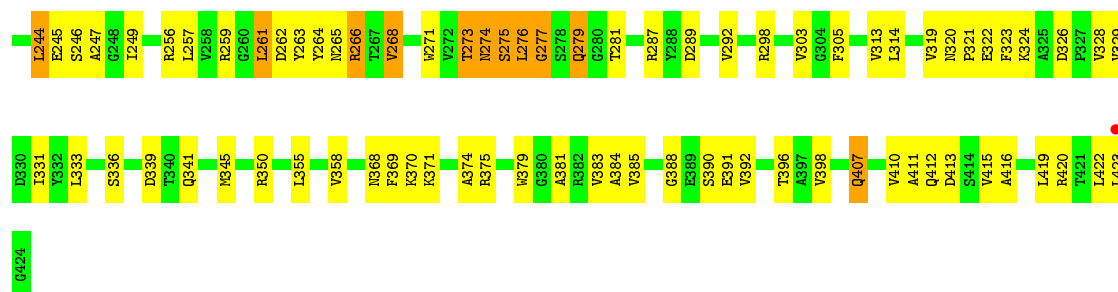 L244 E245 S246 A247 G248 I249 R256 L257 V258 R259 G260 L261 D262 Y263 Y264 N265 R266 T267 V268 W271 V272 T273 N274 S275 L276 G277 S278 Q279 G280 T281 R287 Y288 D289 V292 R298 V303 G304 F305 V313 L314 V319 N320 P321 E322 F323 K324 A325 D326 P327 V328
D330 I331 Y332 L333 S336 D339 T340 Q341 M345 R350 L355 V358 N368 F369 K370 K371 A374 R375 W379 G380 A381 R382 V383 A384 V385 G388 E389 S390 E391 V392 T396 A397 V398 Q407 V410 A411 Q412 D413 S414 V415 A416 L419 R420 T421 L422 L423
G424